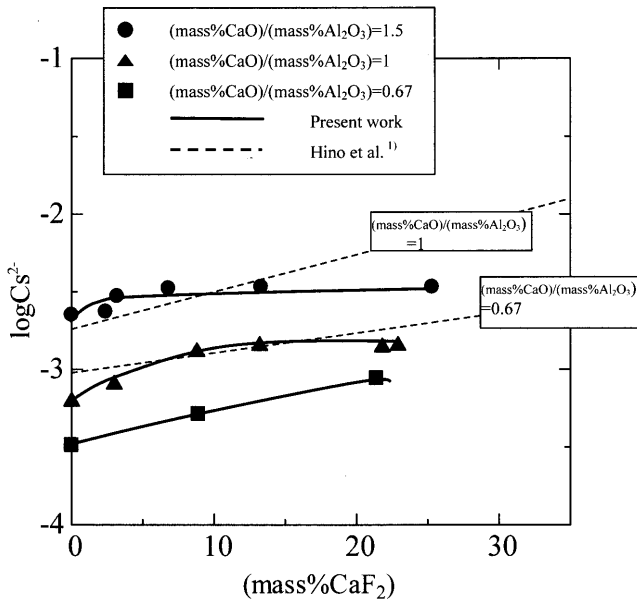 (mass%CaO)/(mass%Al₂O₃)=1.5
(mass%CaO)/(mass%Al₂O₃)=1
(mass%CaO)/(mass%Al₂O₃)=0.67
Present work
Hino et al. ¹⁾
-1
-2
-3
-4
logCs²⁻
(mass%CaO)/(mass%Al₂O₃)
=1
(mass%CaO)/(mass%Al₂O₃)
=0.67
0 10 20 30
(mass%CaF₂)